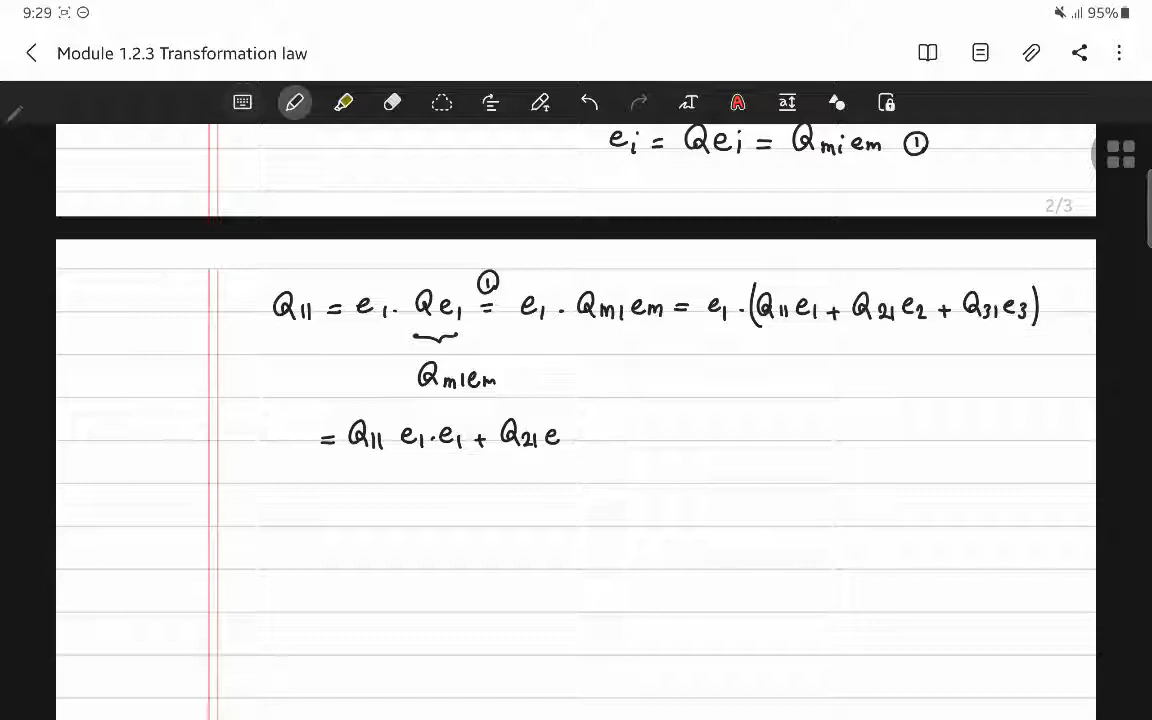 9:29 95%
Module 1.2.3 Transformation law
ei = Qei = Qmiem ①
2/3
①
Q11 = e1 · Qe1 = e1 · Qm1em = e1 · (Q11e1 + Q21e2 + Q31e3)
Qm1em
= Q11 e1·e1 + Q21 e